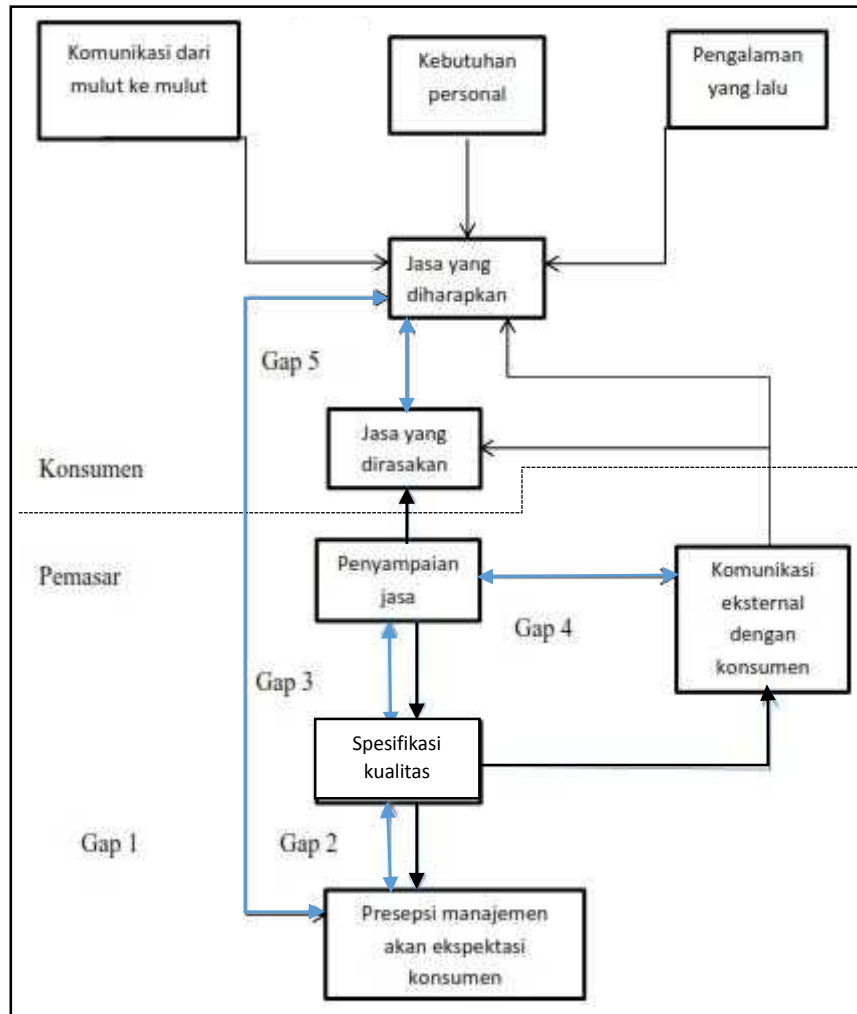 Komunikasi dari
mulut ke mulut
Kebutuhan
personal
Pengalaman
yang lalu
Jasa yang
diharapkan
Gap 5
Jasa yang
dirasakan
Konsumen
Pemasar
Penyampaian
jasa
Komunikasi
eksternal
dengan
konsumen
Gap 4
Gap 3
Spesifikasi
kualitas
Gap 1
Gap 2
Presepsi manajemen
akan ekspektasi
konsumen